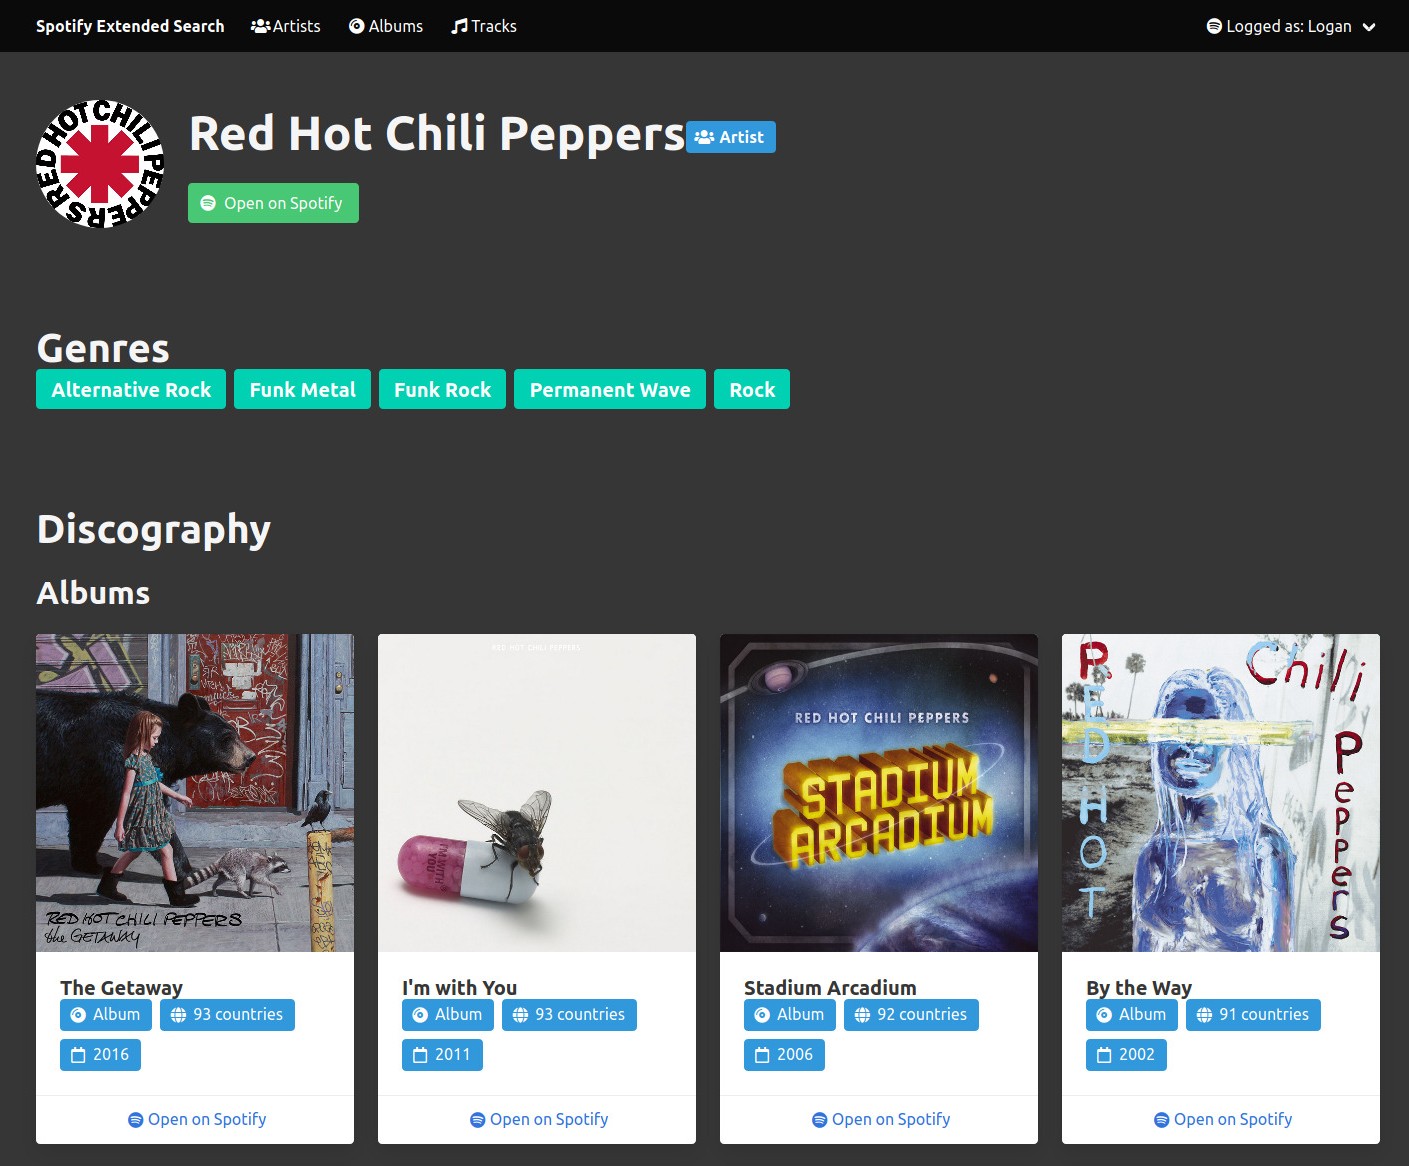 Spotify Extended Search Artists Albums Tracks Logged as: Logan
RED HOT CHILI PEPPERS
Red Hot Chili Peppers Artist
Open on Spotify
Genres
Alternative Rock Funk Metal Funk Rock Permanent Wave Rock
Discography
Albums
RED HOT CHILI PEPPERS
the GETAWAY
RED HOT CHILI PEPPERS
I'M WITH YOU
RED HOT CHILI PEPPERS
STADIUM
ARCADIUM
RED HOT
Chili
Peppers
The Getaway
Album 93 countries
2016
Open on Spotify
I'm with You
Album 93 countries
2011
Open on Spotify
Stadium Arcadium
Album 92 countries
2006
Open on Spotify
By the Way
Album 91 countries
2002
Open on Spotify